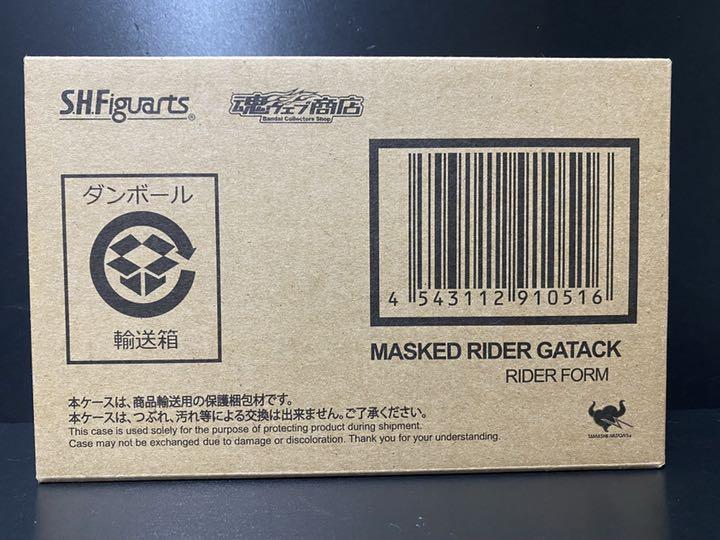 S.H.Figuarts®
魂ウェブ商店
Bandai Collectors Shop
ダンボール
輸送箱
4 543112 910516
MASKED RIDER GATACK
RIDER FORM
本ケースは、商品輸送用の保護梱包材です。
本ケースは、つぶれ、汚れ等による交換は出来ません。ご了承ください。
This case is used solely for the purpose of protecting product during shipment.
Case may not be exchanged due to damage or discoloration. Thank you for your understanding.
TAMASHII NATIONS